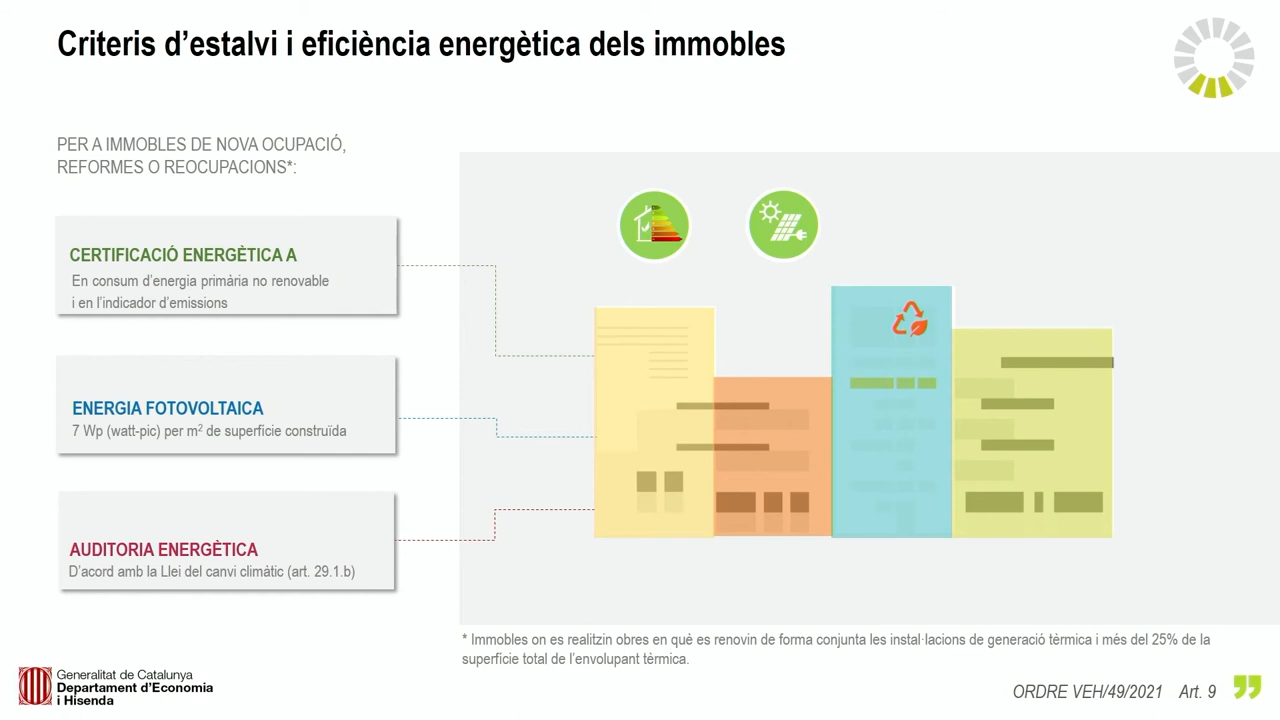 Criteris d’estalvi i eficiència energètica dels immobles
PER A IMMOBLES DE NOVA OCUPACIÓ,
REFORMES O REOCUPACIONS*:
CERTIFICACIÓ ENERGÈTICA A
En consum d’energia primària no renovable
i en l’indicador d’emissions
ENERGIA FOTOVOLTAICA
7 Wp (watt-pic) per m² de superfície construïda
AUDITORIA ENERGÈTICA
D’acord amb la Llei del canvi climàtic (art. 29.1.b)
* Immobles on es realitzin obres en què es renovin de forma conjunta les instal·lacions de generació tèrmica i més del 25% de la
superfície total de l’envolupant tèrmica.
Generalitat de Catalunya
Departament d’Economia
i Hisenda
ORDRE VEH/49/2021 Art. 9